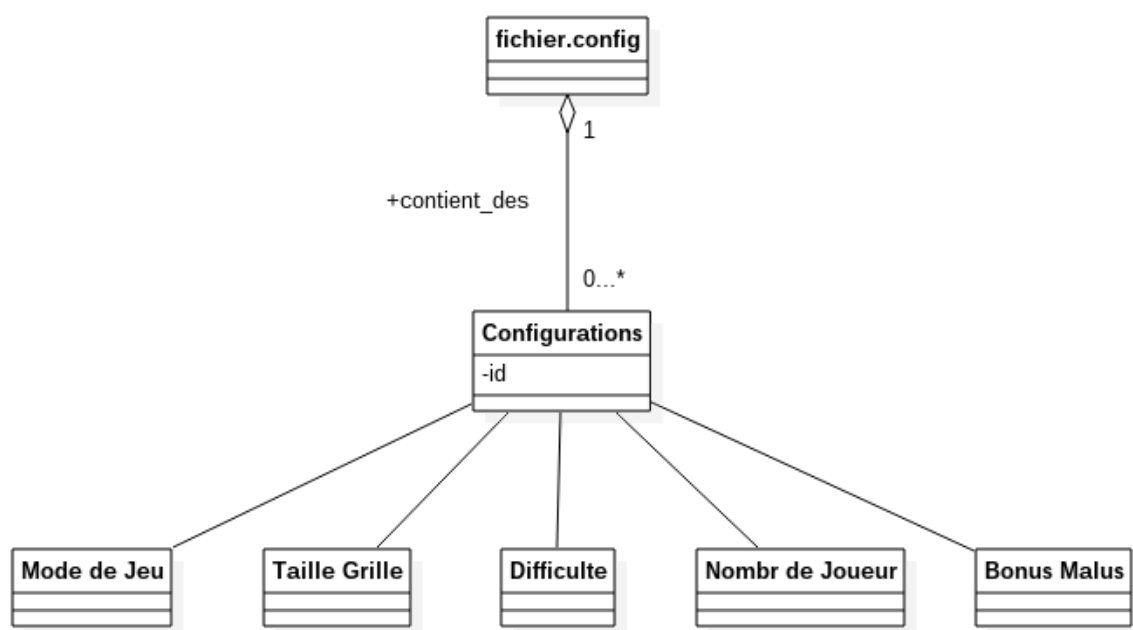 fichier.config
1
+contient_des
0...*
Configurations
-id
Mode de Jeu
Taille Grille
Difficulte
Nombr de Joueur
Bonus Malus